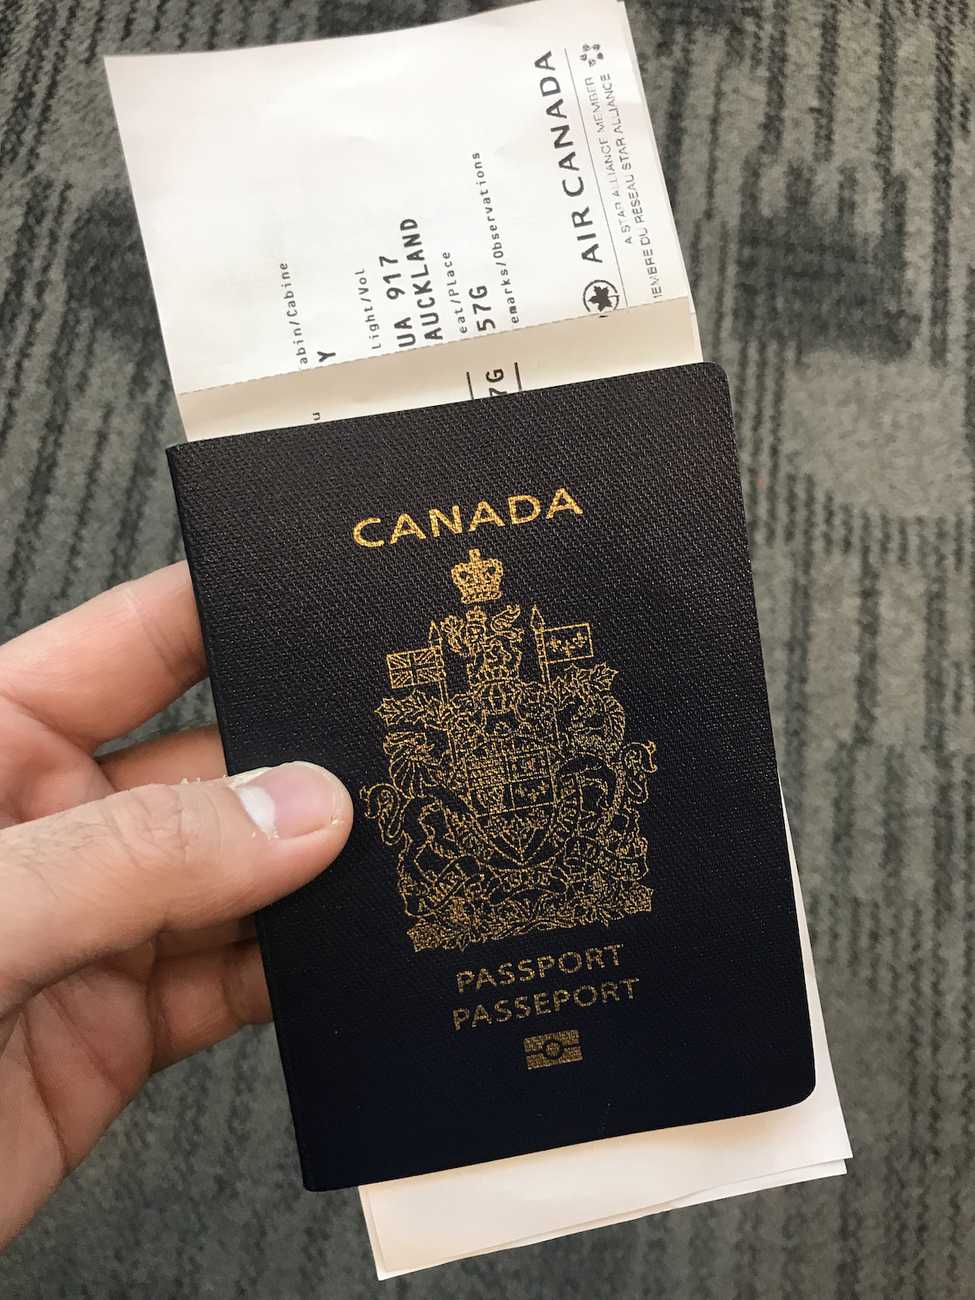 AIR CANADA
A STAR ALLIANCE MEMBER
MEMBRE DU RÉSEAU STAR ALLIANCE
abin/Cabine
Y
light/Vol
UA 917
AUCKLAND
eat/Place
57G
emarks/Observations
u
7G
CANADA
PASSPORT
PASSEPORT